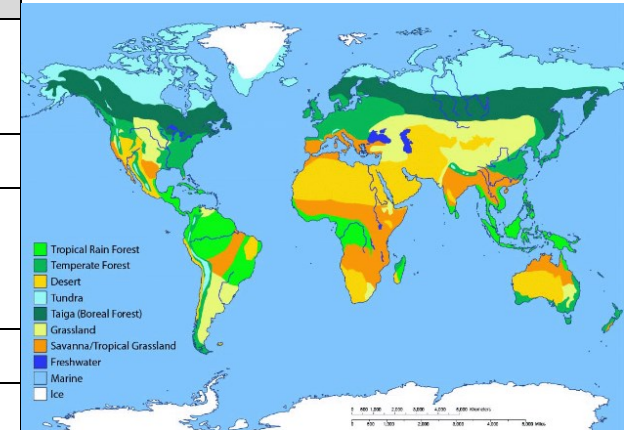 Tropical Rain Forest
Temperate Forest
Desert
Tundra
Taiga (Boreal Forest)
Grassland
Savanna/Tropical Grassland
Freshwater
Marine
Ice